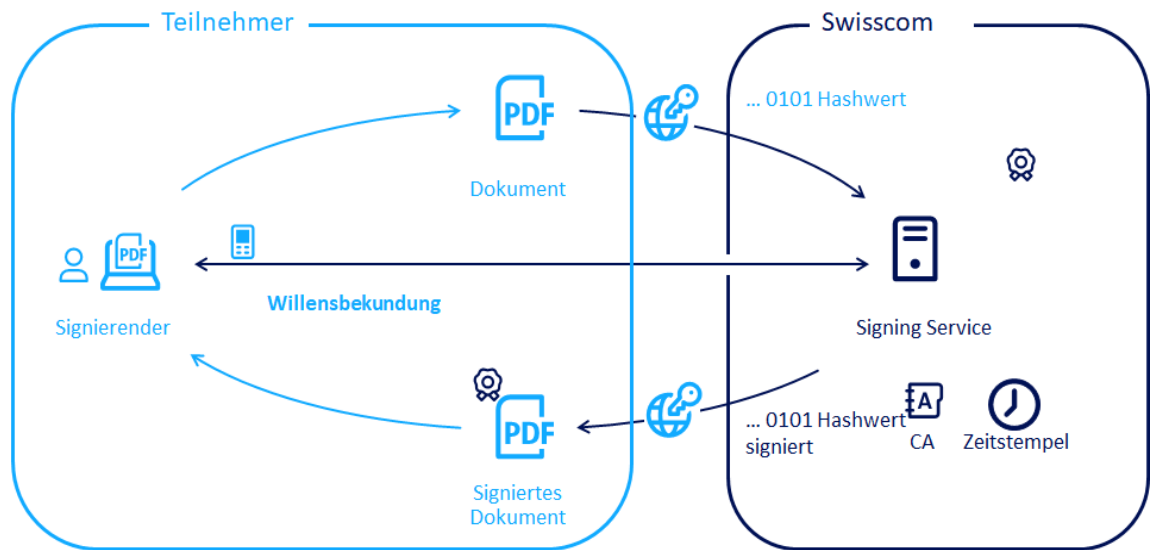 Teilnehmer
Swisscom
PDF
... 0101 Hashwert
Dokument
PDF
Willensbekundung
Signierender
Signing Service
PDF
... 0101 Hashwert
signiert
A
CA
Zeitstempel
Signiertes
Dokument